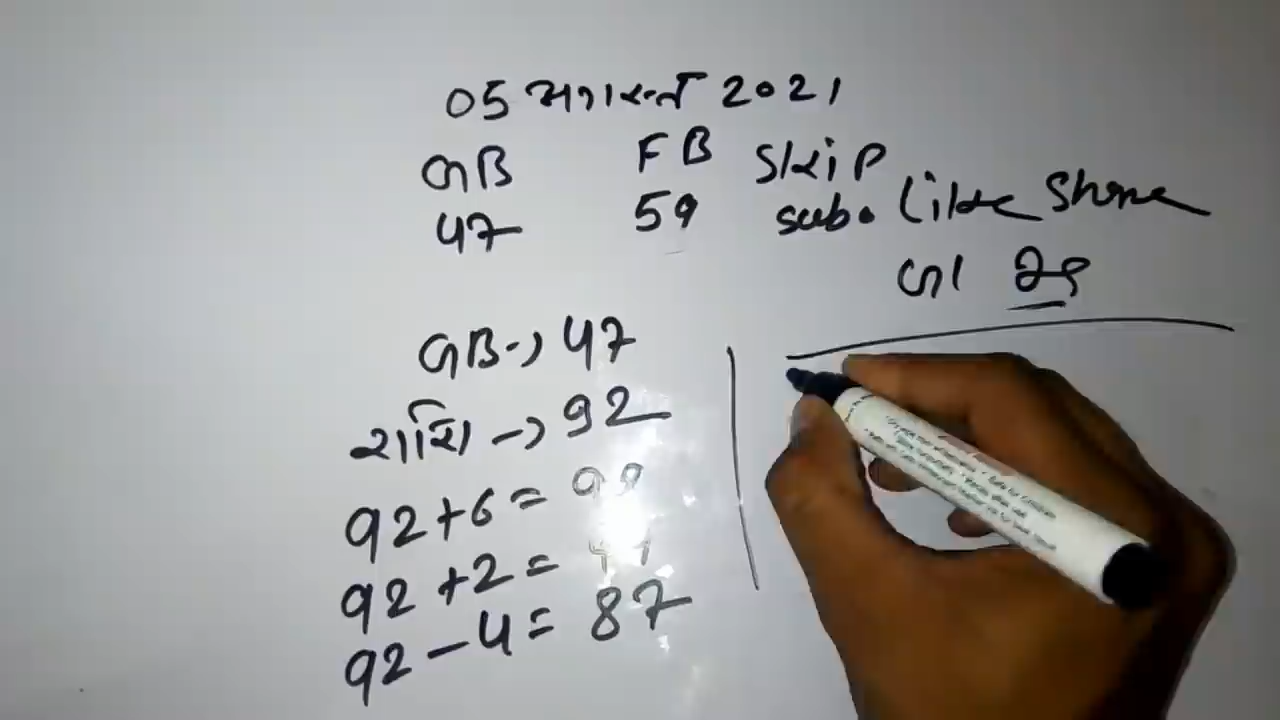 05 अगस्त 2021
GB FB Skip
47 59 sub. Like Share
GB → 47
राशि → 92
92+6=
92+2=
92-4= 87